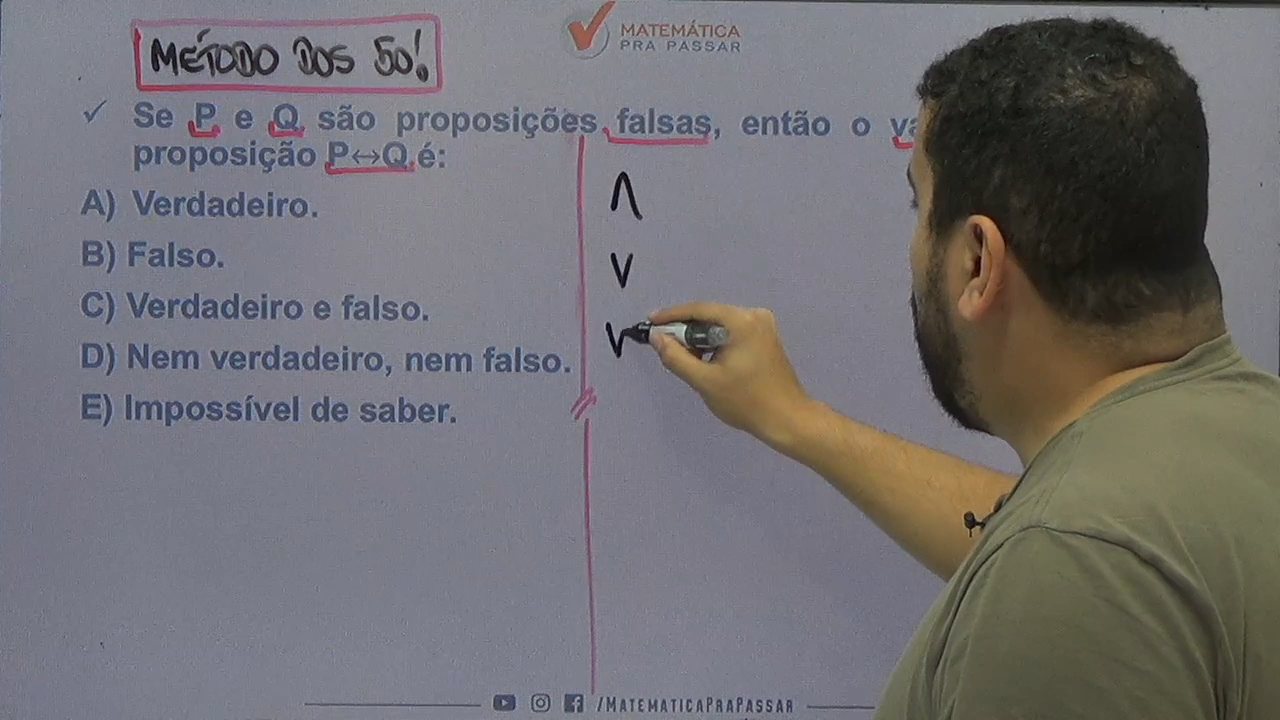 MÉTODO DOS 50!
MATEMÁTICA
PRA PASSAR
✓ Se P e Q são proposições falsas, então o
proposição P↔Q é:
A) Verdadeiro.
B) Falso.
C) Verdadeiro e falso.
D) Nem verdadeiro, nem falso.
E) Impossível de saber.
∧
∨
∨
/MATEMATICAPRAPASSAR